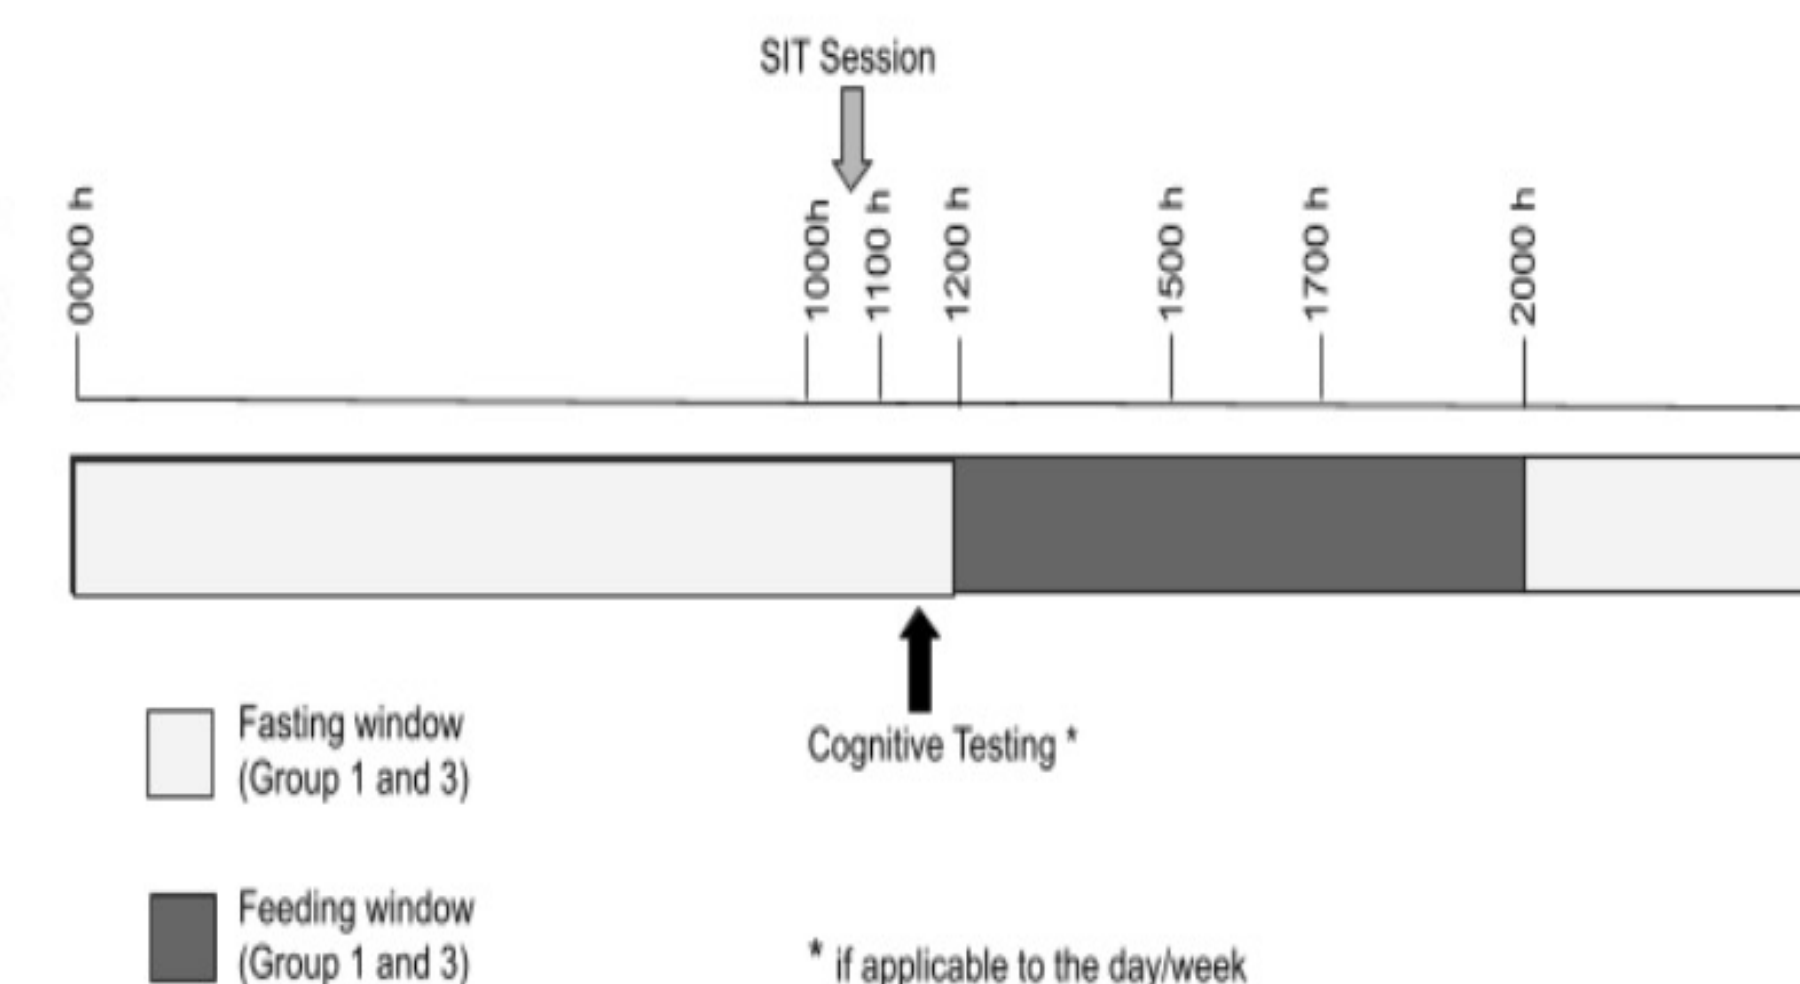 SIT Session
0000 h
1000h
1100 h
1200 h
1500 h
1700 h
2000 h
Cognitive Testing *
Fasting window
(Group 1 and 3)
Feeding window
(Group 1 and 3)
* if applicable to the day/week